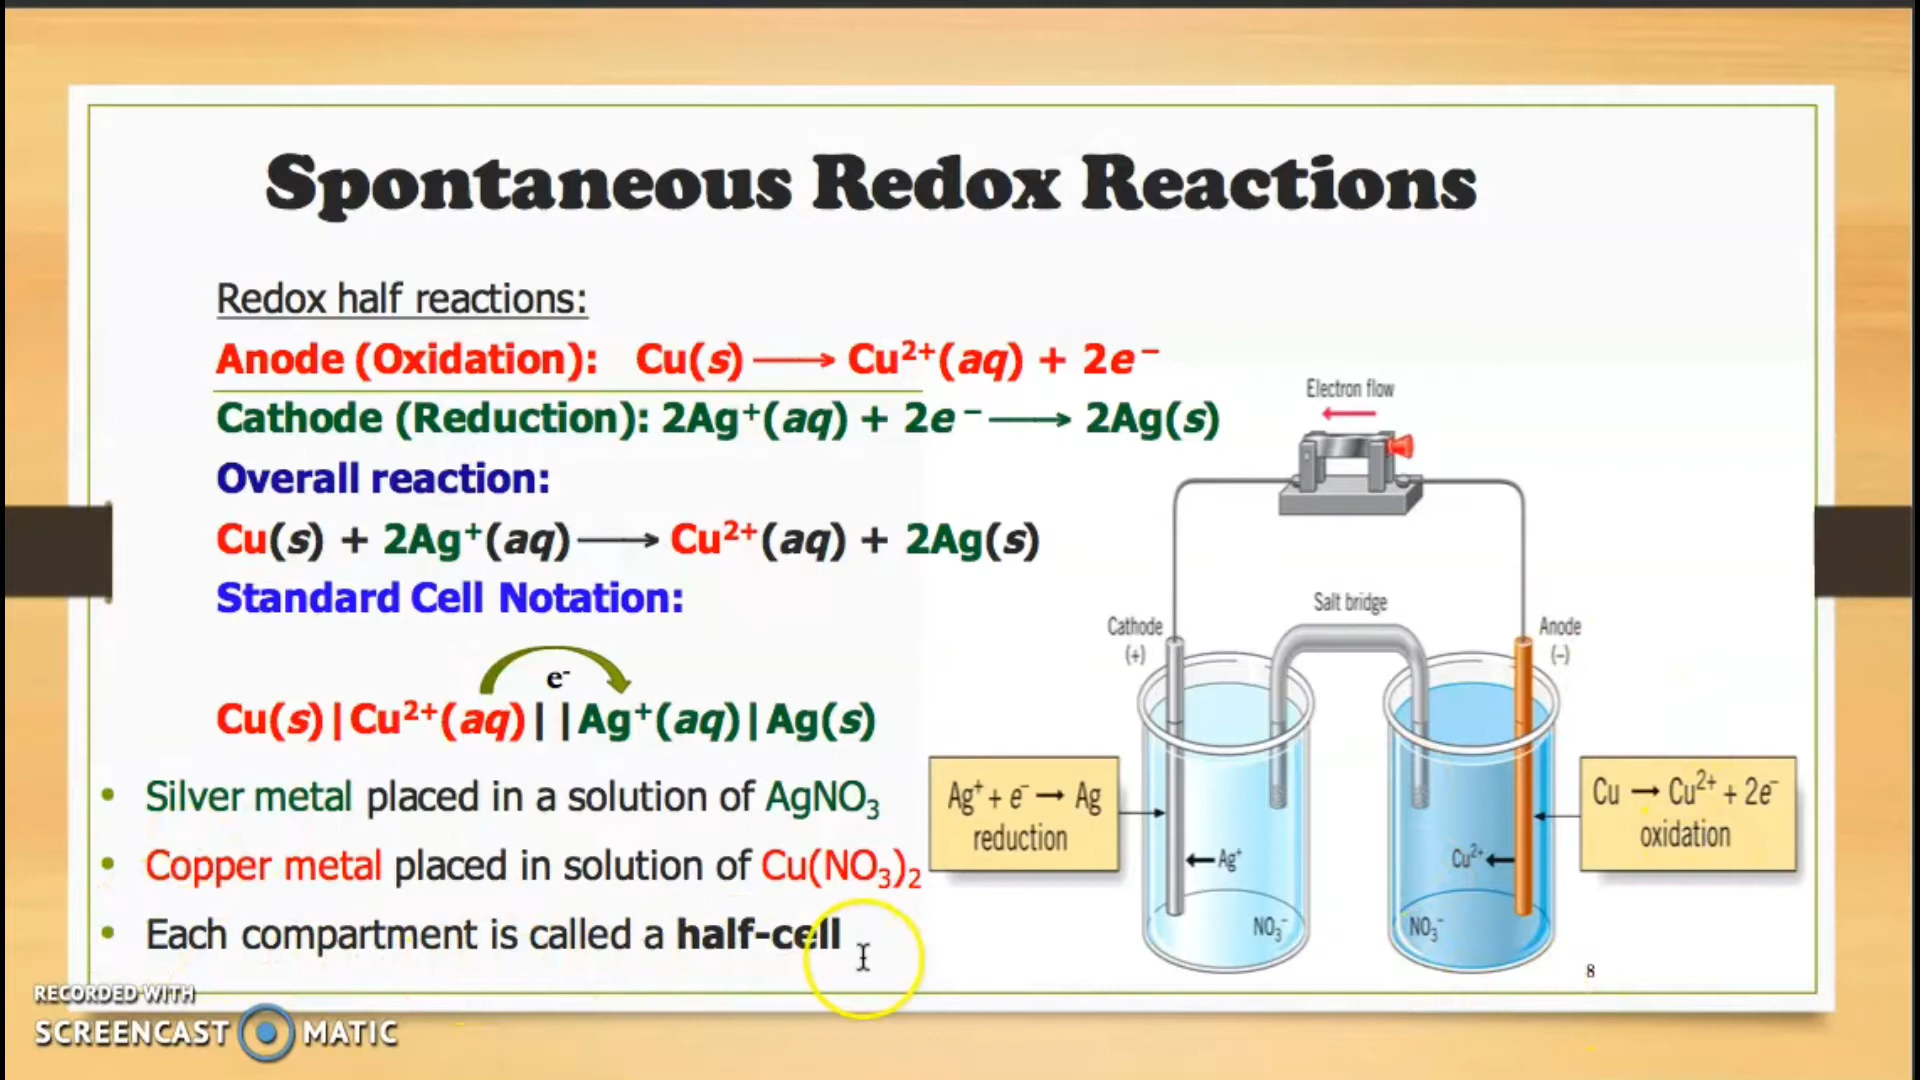 Spontaneous Redox Reactions
Redox half reactions:
Anode (Oxidation): Cu(s) ⟶ Cu²⁺(aq) + 2e⁻
Cathode (Reduction): 2Ag⁺(aq) + 2e⁻ ⟶ 2Ag(s)
Overall reaction:
Cu(s) + 2Ag⁺(aq) ⟶ Cu²⁺(aq) + 2Ag(s)
Standard Cell Notation:
e⁻
Cu(s)|Cu²⁺(aq)||Ag⁺(aq)|Ag(s)
• Silver metal placed in a solution of AgNO₃
• Copper metal placed in solution of Cu(NO₃)₂
• Each compartment is called a half-cell
Electron flow
Salt bridge
Cathode
(+)
Anode
(–)
Ag⁺ + e⁻ → Ag
reduction
Cu → Cu²⁺ + 2e⁻
oxidation
Ag⁺
Cu²⁺
NO₃⁻
NO₃⁻
8
RECORDED WITH
SCREENCAST MATIC